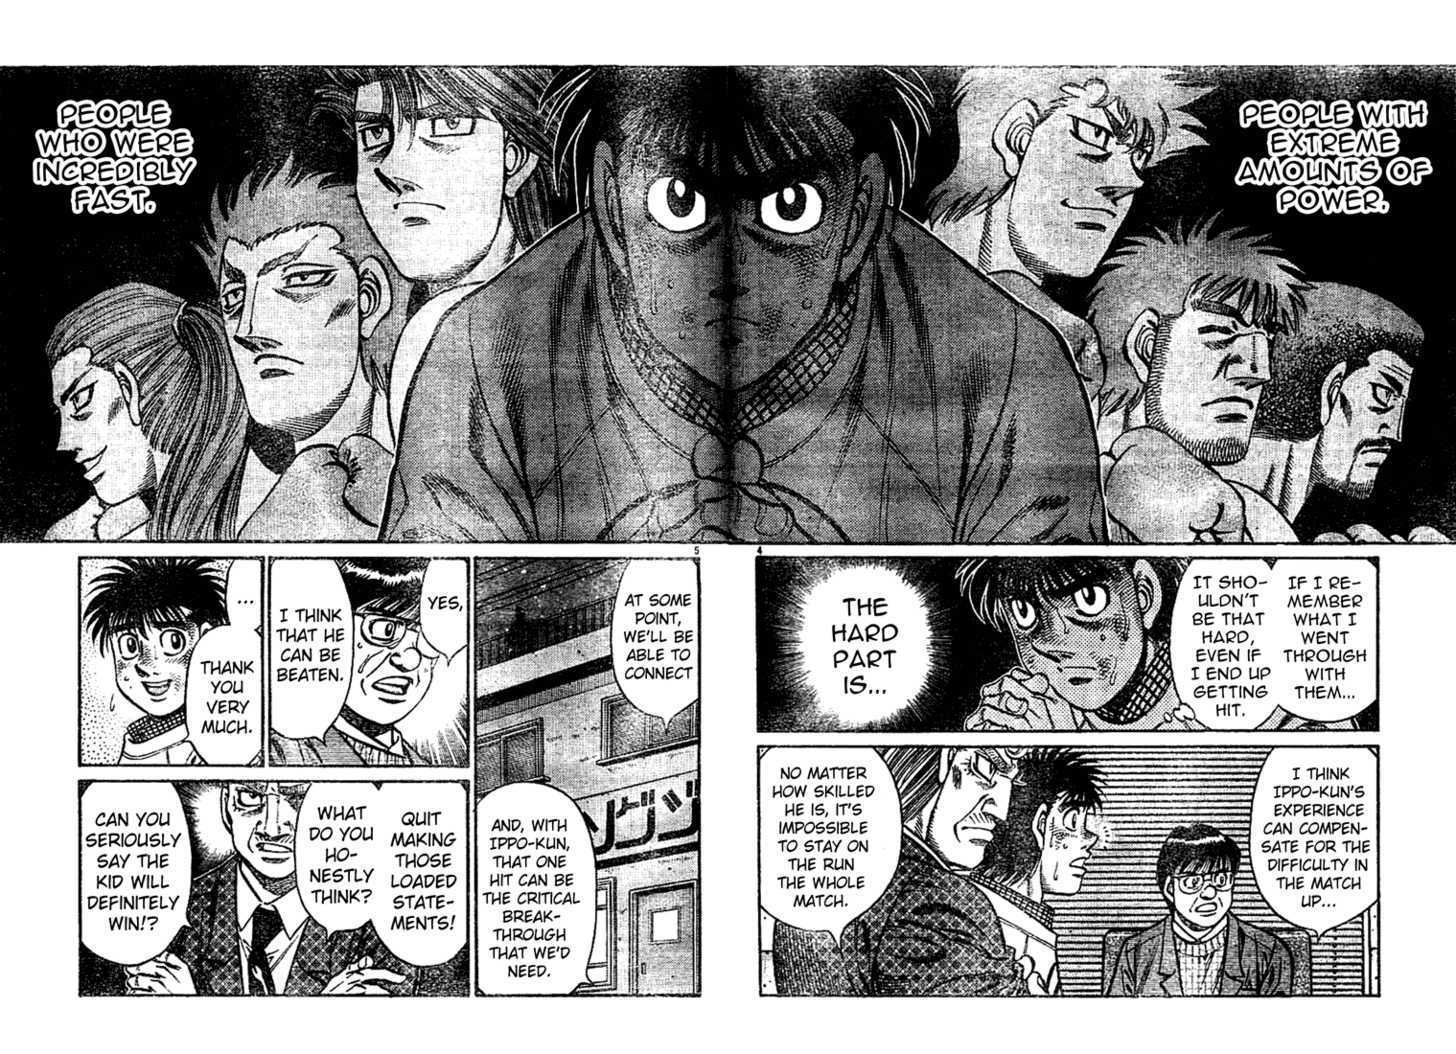 PEOPLE WITH
EXTREME
AMOUNTS OF
POWER.
PEOPLE
WHO WERE
INCREDIBLY
FAST.
4
IF I RE-
MEMBER
WHAT I
WENT
THROUGH
WITH
THEM...
IT SHO-
ULDN'T
BE THAT
HARD,
EVEN IF
I END UP
GETTING
HIT.
THE
HARD
PART
IS...
I THINK
IPPO-KUN'S
EXPERIENCE
CAN COMPEN-
SATE FOR THE
DIFFICULTY IN
THE MATCH
UP...
NO MATTER
HOW SKILLED
HE IS, IT'S
IMPOSSIBLE
TO STAY ON
THE RUN
THE WHOLE
MATCH.
5
AT SOME
POINT,
WE'LL BE
ABLE TO
CONNECT
AND, WITH
IPPO-KUN,
THAT ONE
HIT CAN BE
THE CRITICAL
BREAK-
THROUGH
THAT WE'D
NEED.
YES,
I THINK
THAT HE
CAN BE
BEATEN.
...
THANK
YOU
VERY
MUCH.
QUIT
MAKING
THOSE
LOADED
STATE-
MENTS!
WHAT
DO YOU
HO-
NESTLY
THINK?
CAN YOU
SERIOUSLY
SAY THE
KID WILL
DEFINITELY
WIN!?